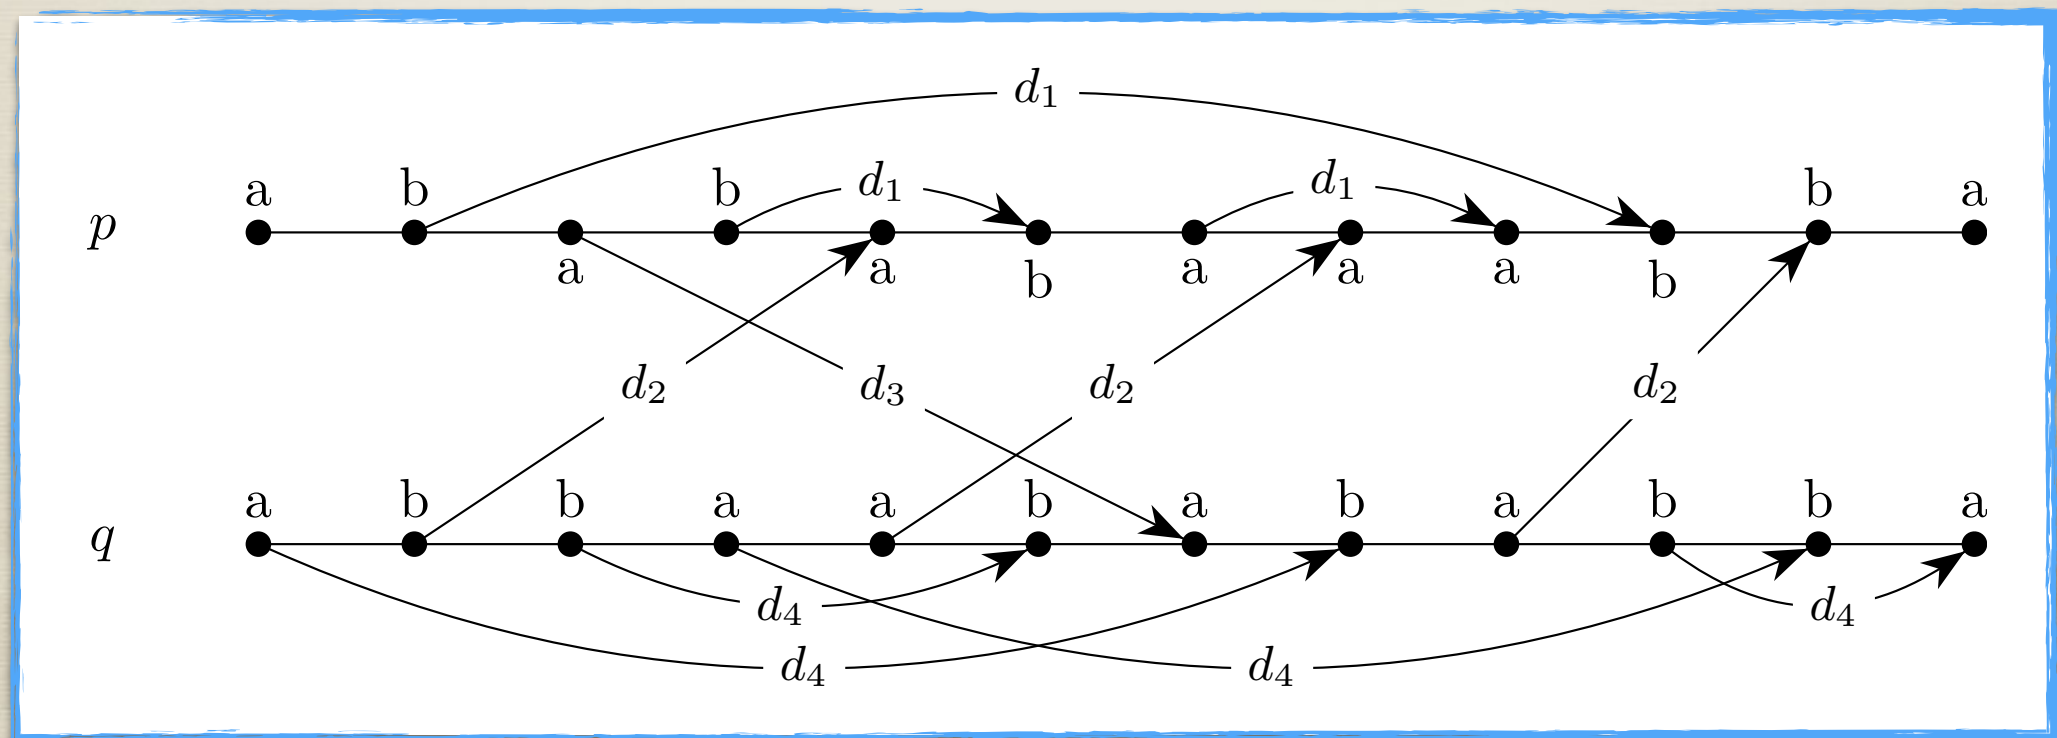 d₁
a b b d₁ d₁ b a
p
a a b a a a b
d₂ d₃ d₂ d₂
a b b a a b a b a b b a
q
d₄ d₄
d₄ d₄